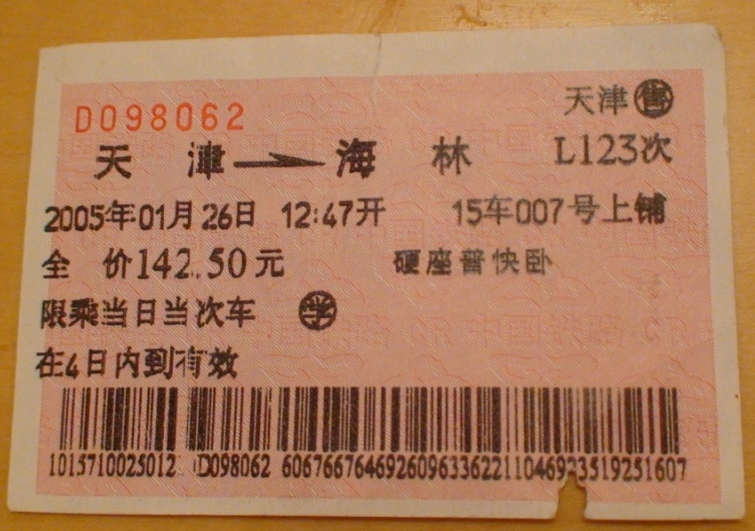 D098062
天津㊝
天津→海林 L123次
2005年01月26日 12:47开 15车007号上铺
全 价142.50元 硬座普快卧
限乘当日当次车 学
在4日内到有效
1015710025012 D098062 60676676469260963362211046923519251607